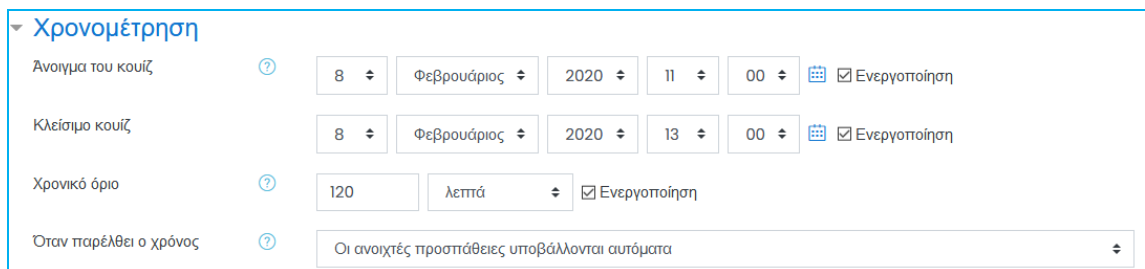 Χρονομέτρηση
Άνοιγμα του κουίζ ? 8 Φεβρουάριος 2020 11 00 Ενεργοποίηση
Κλείσιμο κουίζ 8 Φεβρουάριος 2020 13 00 Ενεργοποίηση
Χρονικό όριο ? 120 λεπτά Ενεργοποίηση
Όταν παρέλθει ο χρόνος ? Οι ανοιχτές προσπάθειες υποβάλλονται αυτόματα